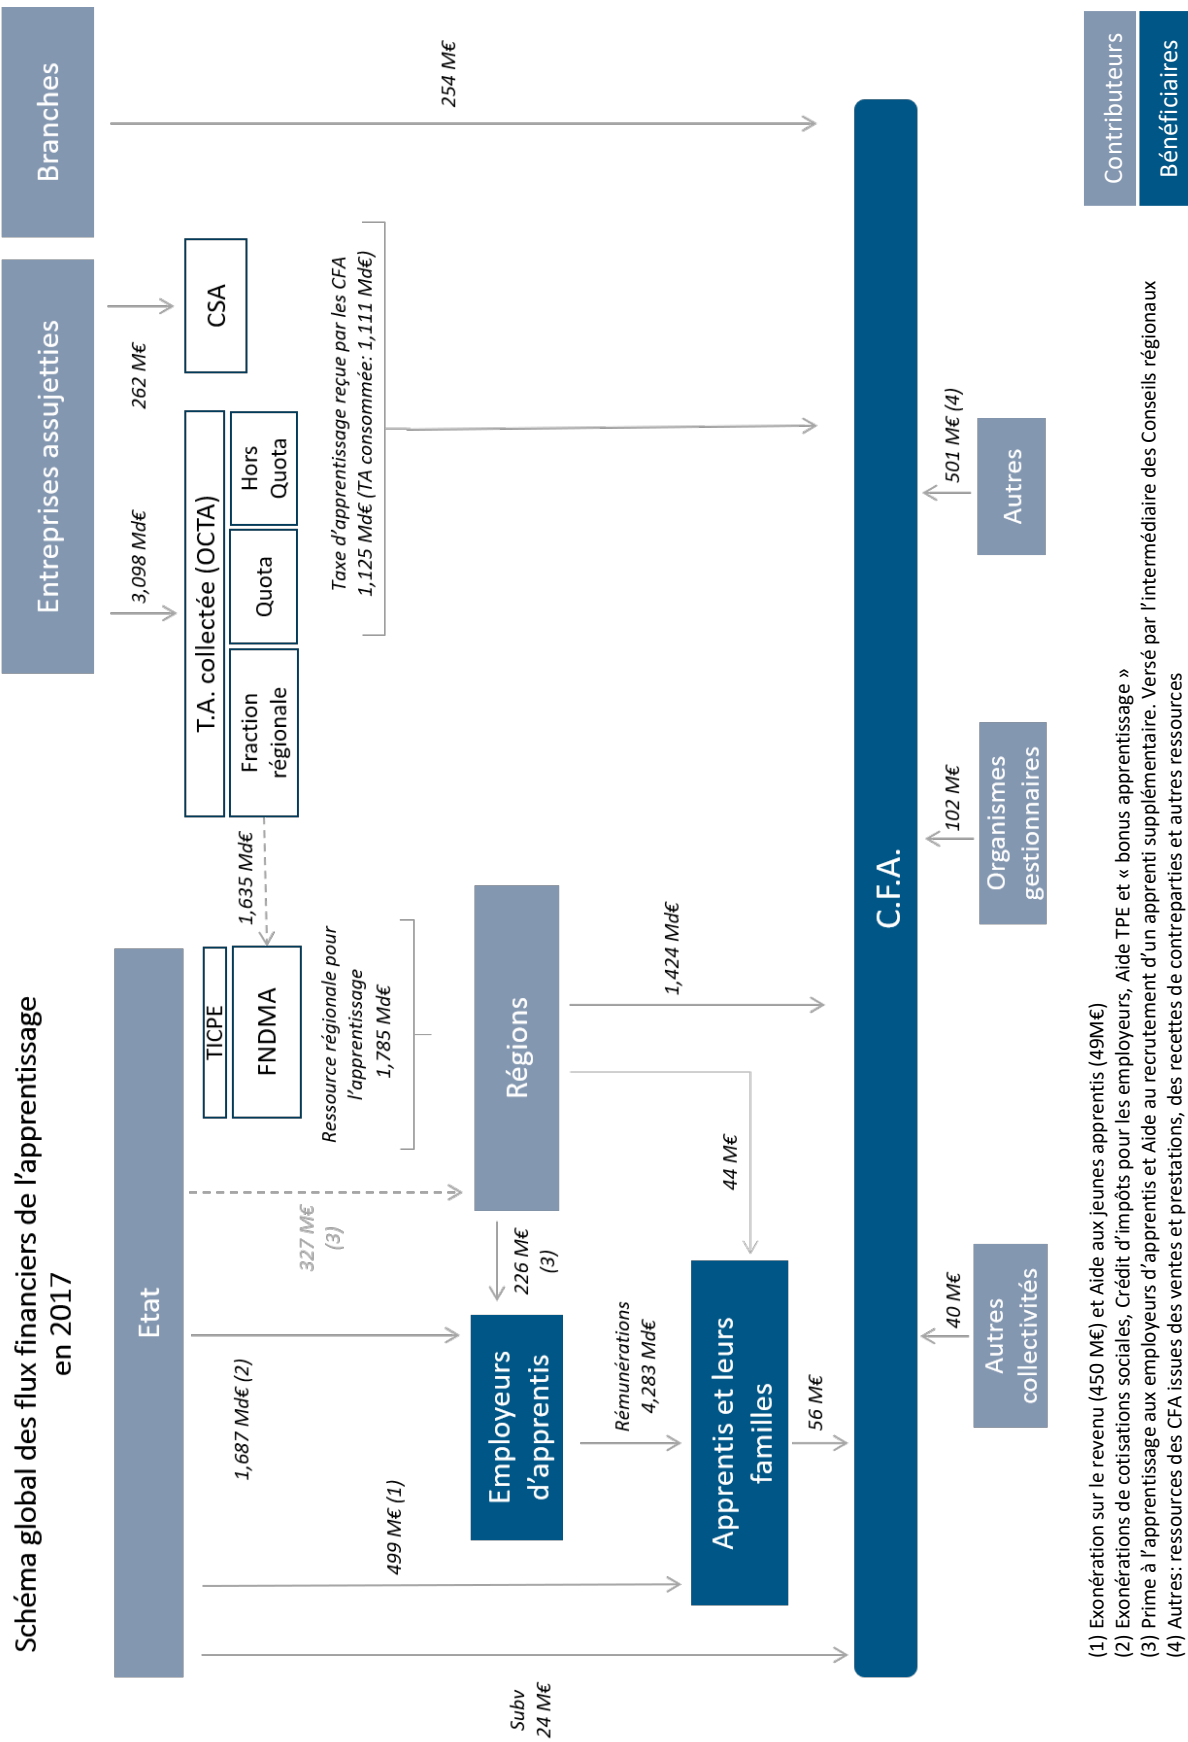 Schéma global des flux financiers de l'apprentissage
en 2017
Entreprises assujetties
Branches
Etat
3,098 Md€
262 M€
254 M€
T.A. collectée (OCTA)
CSA
Fraction
régionale
Quota
Hors
Quota
TICPE
FNDMA
1,635 Md€
327 M€
(3)
Ressource régionale pour
l'apprentissage
1,785 Md€
Taxe d'apprentissage reçue par les CFA
1,125 Md€ (TA consommée: 1,111 Md€)
1,687 Md€ (2)
499 M€ (1)
Subv
24 M€
Employeurs
d'apprentis
226 M€
(3)
Régions
Rémunérations
4,283 Md€
44 M€
1,424 Md€
Apprentis et leurs
familles
56 M€
C.F.A.
40 M€
102 M€
501 M€ (4)
Autres
collectivités
Organismes
gestionnaires
Autres
Contributeurs
Bénéficiaires
(1) Exonération sur le revenu (450 M€) et Aide aux jeunes apprentis (49M€)
(2) Exonérations de cotisations sociales, Crédit d'impôts pour les employeurs, Aide TPE et « bonus apprentissage »
(3) Prime à l'apprentissage aux employeurs d'apprentis et Aide au recrutement d'un apprenti supplémentaire. Versé par l'intermédiaire des Conseils régionaux
(4) Autres: ressources des CFA issues des ventes et prestations, des recettes de contreparties et autres ressources